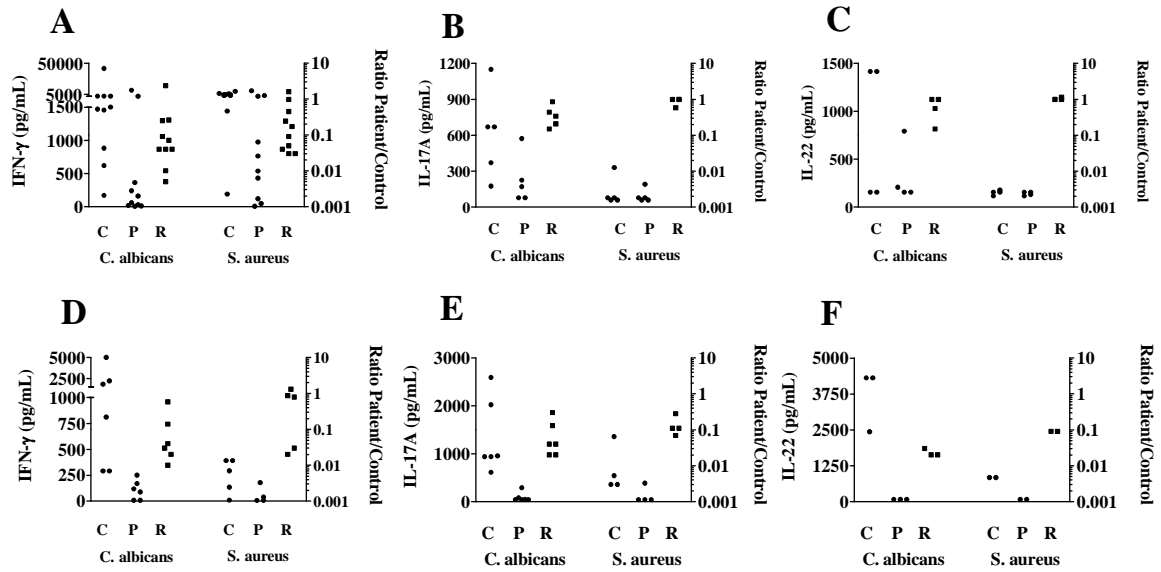 A
IFN-γ (pg/mL)
50000
5000
1500
1000
500
0
10
1
0.1
0.01
0.001
Ratio Patient/Control
C P R C P R
C. albicans S. aureus
B
IL-17A (pg/mL)
1200
900
600
300
0
10
1
0.1
0.01
0.001
Ratio Patient/Control
C P R C P R
C. albicans S. aureus
C
IL-22 (pg/mL)
1500
1000
500
0
10
1
0.1
0.01
0.001
Ratio Patient/Control
C P R C P R
C. albicans S. aureus
D
IFN-γ (pg/mL)
5000
2500
1000
750
500
250
0
10
1
0.1
0.01
0.001
Ratio Patient/Control
C P R C P R
C. albicans S. aureus
E
IL-17A (pg/mL)
3000
2000
1000
0
10
1
0.1
0.01
0.001
Ratio Patient/Control
C P R C P R
C. albicans S. aureus
F
IL-22 (pg/mL)
5000
3750
2500
1250
0
10
1
0.1
0.01
0.001
Ratio Patient/Control
C P R C P R
C. albicans S. aureus